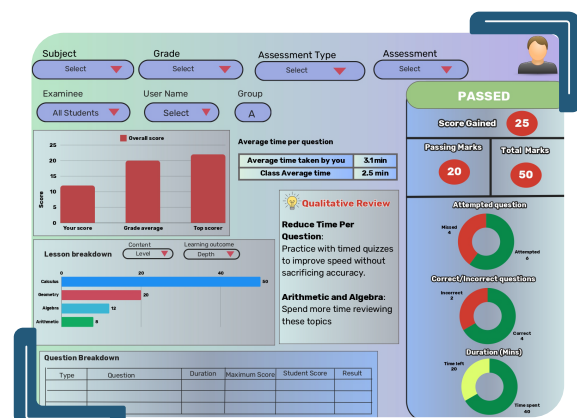 Subject
Grade
Assessment Type
Assessment
Select
Select
Select
Select
Examinee
User Name
Group
All Students
Select
A
PASSED
Score Gained
25
Passing Marks
Total Marks
20
50
Overall score
25
20
15
10
5
0
Score
Your score
Grade average
Top scorer
Average time per question
Average time taken by you 3.1 min
Class Average time 2.5 min
Qualitative Review
Reduce Time Per
Question:
Practice with timed quizzes
to improve speed without
sacrificing accuracy.
Arithmetic and Algebra:
Spend more time reviewing
these topics
Lesson breakdown
Content
Level
Learning outcome
Depth
0
20
40
Calculus
50
Geometry
20
Algebra
12
Arithmetic
8
Attempted question
Missed
4
Attempted
6
Correct/Incorrect questions
Incorrect
2
Correct
4
Duration (Mins)
Time left
20
Time spent
40
Question Breakdown
Type
Question
Duration
Maximum Score
Student Score
Result